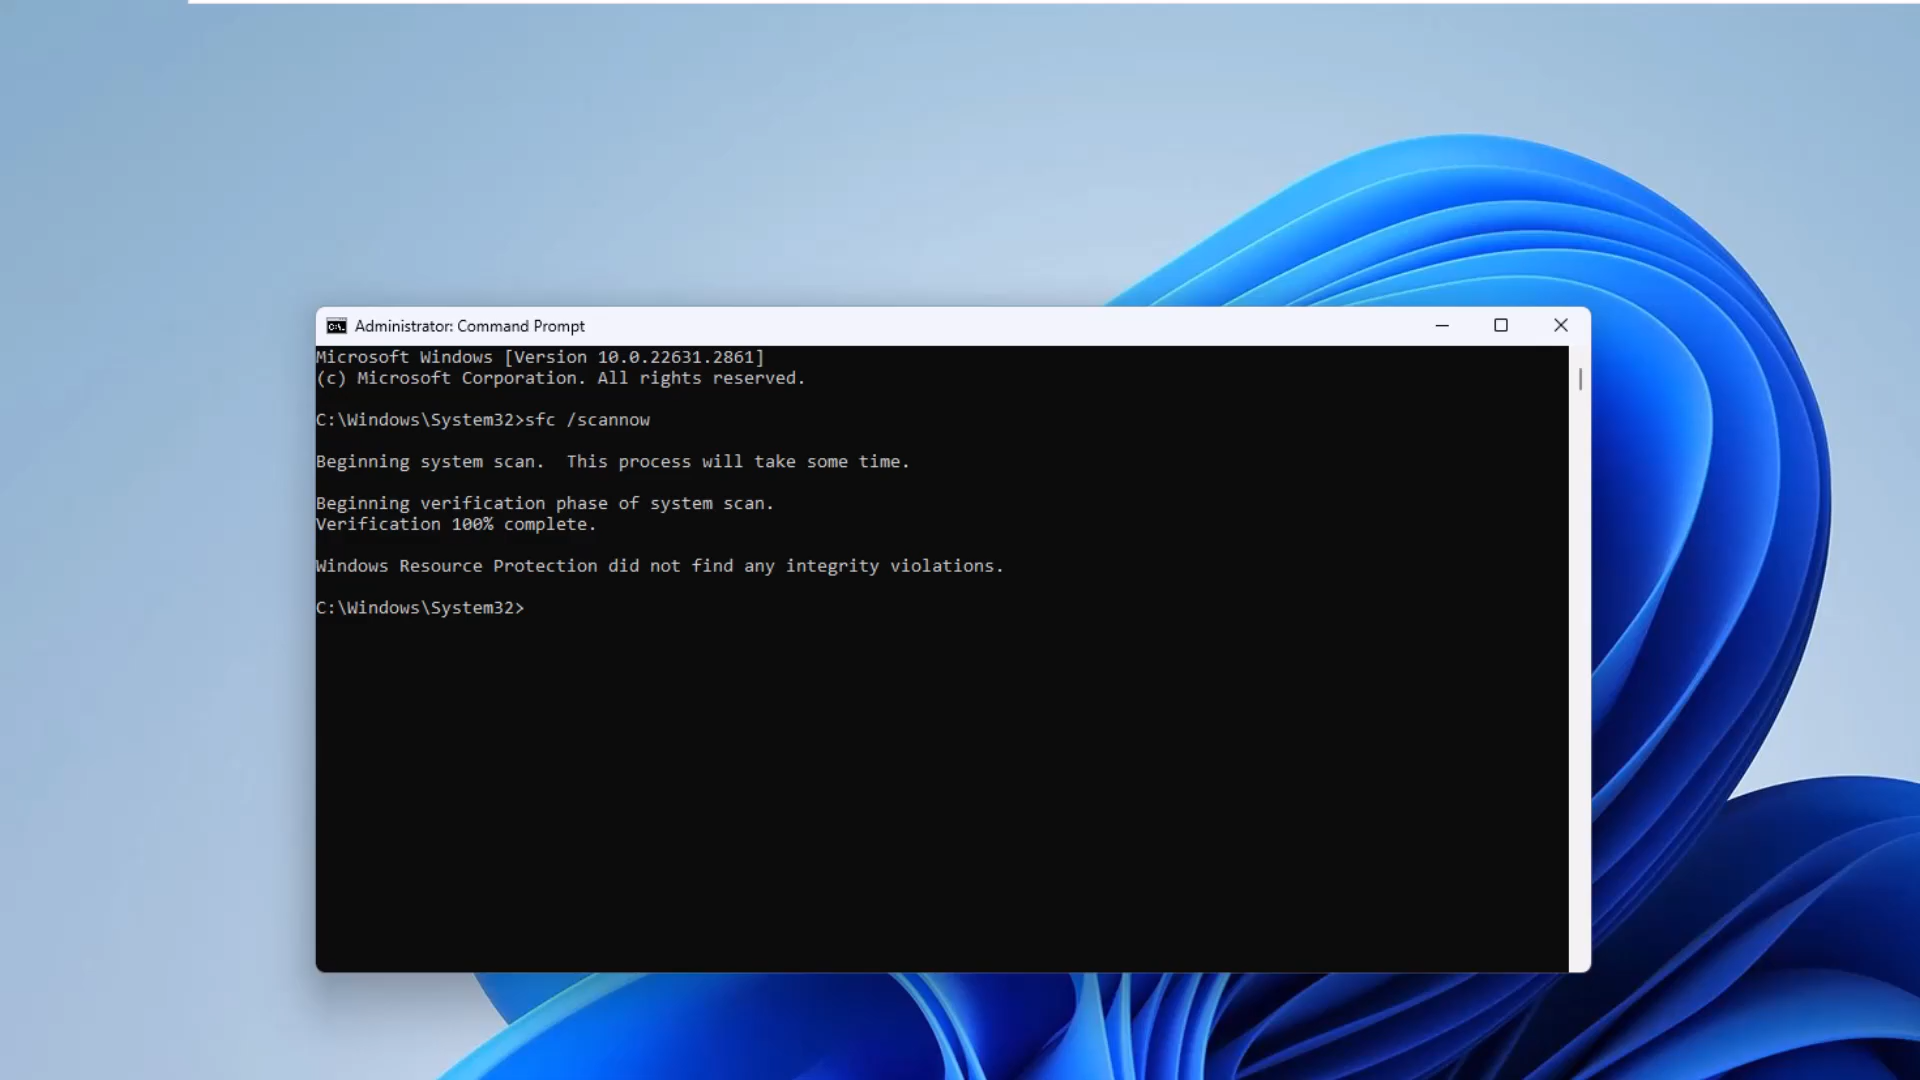 Administrator: Command Prompt
Microsoft Windows [Version 10.0.22631.2861]
(c) Microsoft Corporation. All rights reserved.
C:\Windows\System32>sfc /scannow
Beginning system scan.  This process will take some time.
Beginning verification phase of system scan.
Verification 100% complete.
Windows Resource Protection did not find any integrity violations.
C:\Windows\System32>